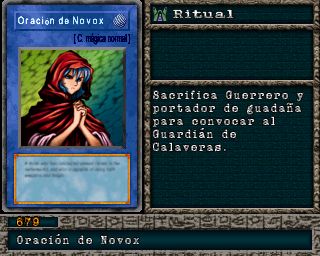 Oración de Novox
[C. mágica normal]
Ritual
Sacrifica Guerrero y
portador de guadaña
para convocar al
Guardián de
Calaveras.
679
Oración de Novox